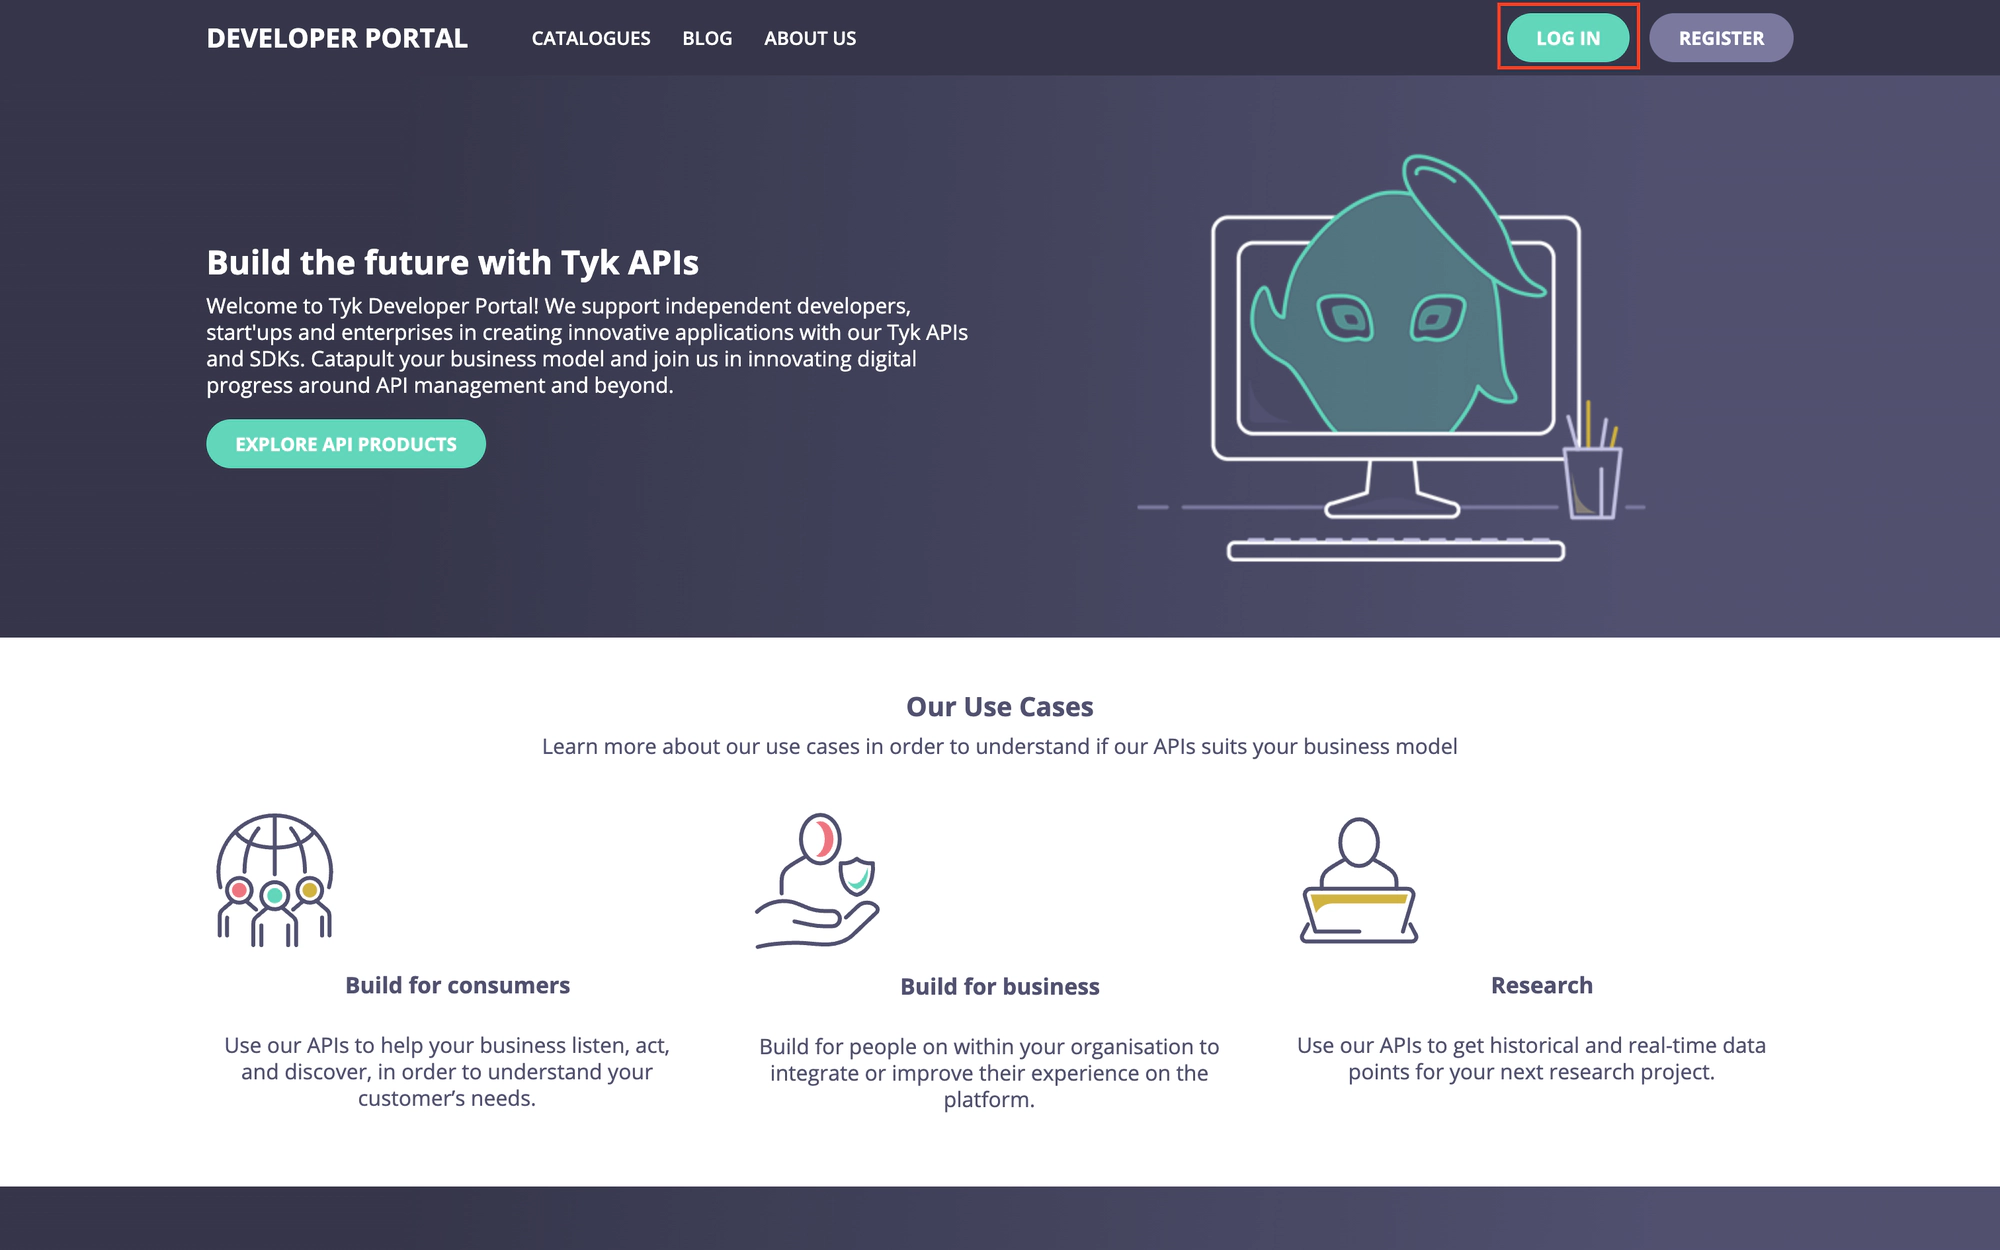 DEVELOPER PORTAL
CATALOGUES
BLOG
ABOUT US
LOG IN
REGISTER
Build the future with Tyk APIs
Welcome to Tyk Developer Portal! We support independent developers,
start'ups and enterprises in creating innovative applications with our Tyk APIs
and SDKs. Catapult your business model and join us in innovating digital
progress around API management and beyond.
EXPLORE API PRODUCTS
Our Use Cases
Learn more about our use cases in order to understand if our APIs suits your business model
Build for consumers
Use our APIs to help your business listen, act,
and discover, in order to understand your
customer’s needs.
Build for business
Build for people on within your organisation to
integrate or improve their experience on the
platform.
Research
Use our APIs to get historical and real-time data
points for your next research project.